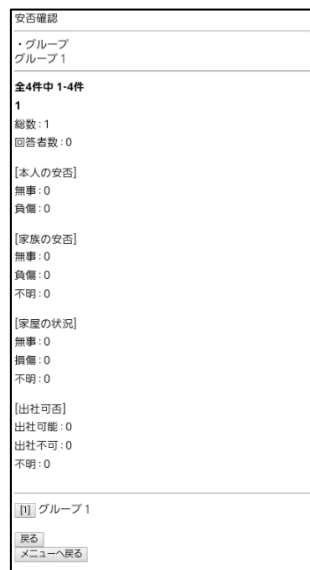 安否確認
・グループ
グループ1
全4件中 1-4件
1
総数:1
回答者数:0
[本人の安否]
無事:0
負傷:0
[家族の安否]
無事:0
負傷:0
不明:0
[家屋の状況]
無事:0
損傷:0
不明:0
[出社可否]
出社可能:0
出社不可:0
不明:0
[1] グループ1
戻る
メニューへ戻る